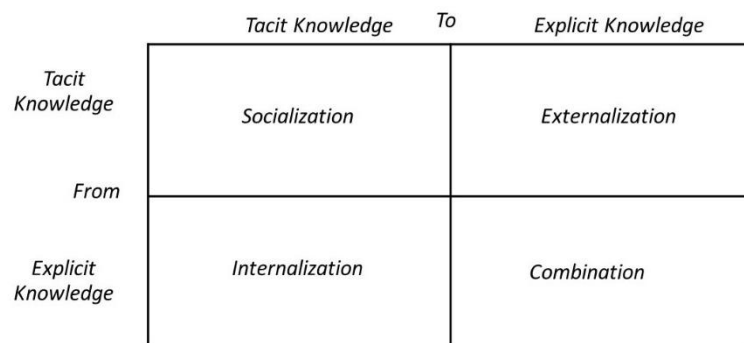 Tacit Knowledge To Explicit Knowledge
Tacit
Knowledge
Socialization Externalization
From
Explicit
Knowledge
Internalization Combination